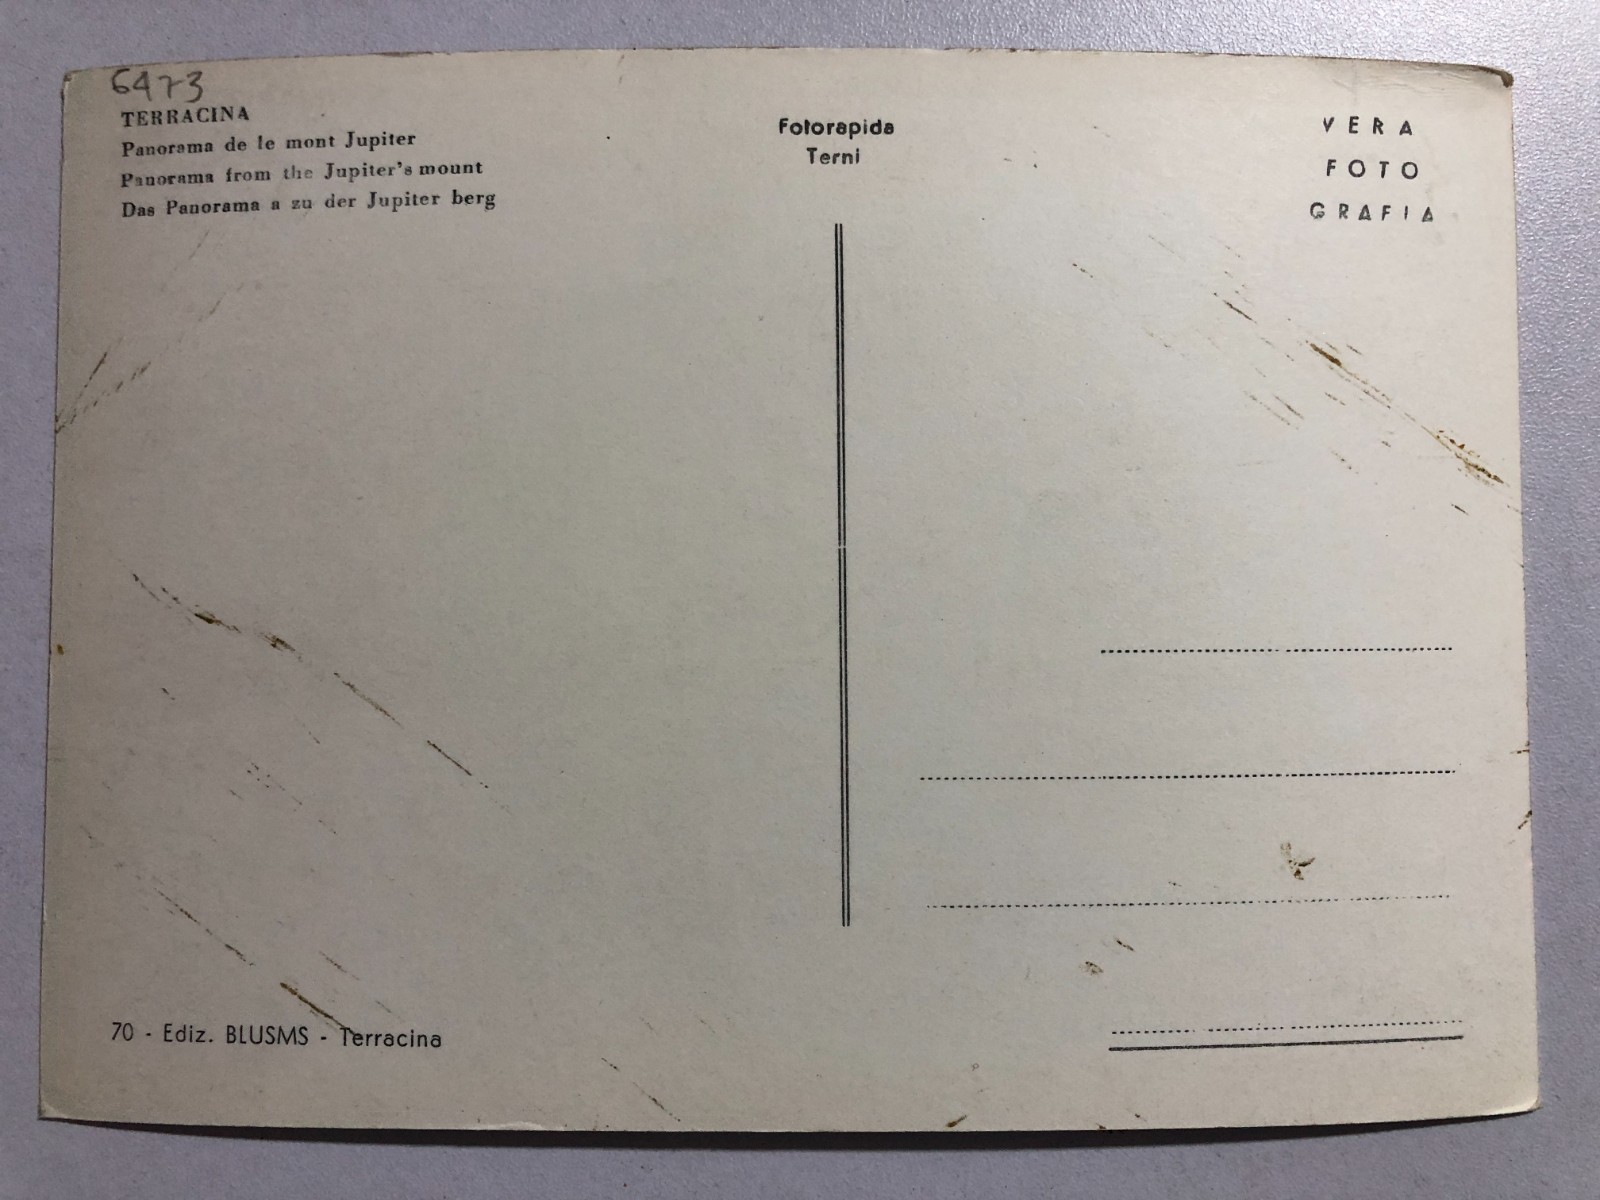 6473
TERRACINA
Panorama de le mont Jupiter
Panorama from the Jupiter's mount
Das Panorama a zu der Jupiter berg
Fotorapida
Terni
VERA
FOTO
GRAFIA
70 - Ediz. BLUSMS - Terracina